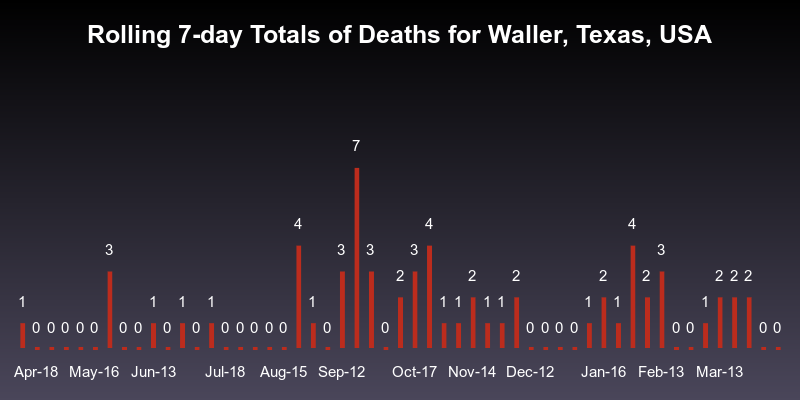 Rolling 7-day Totals of Deaths for Waller, Texas, USA
7
4 4 4
3 3 3 3 3
2 2 2 2 2 2 2 2
1 1 1 1 1 1 1 1 1 1 1 1
0 0 0 0 0 0 0 0 0 0 0 0 0 0 0 0 0 0 0 0 0 0 0
Apr-18 May-16 Jun-13 Jul-18 Aug-15 Sep-12 Oct-17 Nov-14 Dec-12 Jan-16 Feb-13 Mar-13